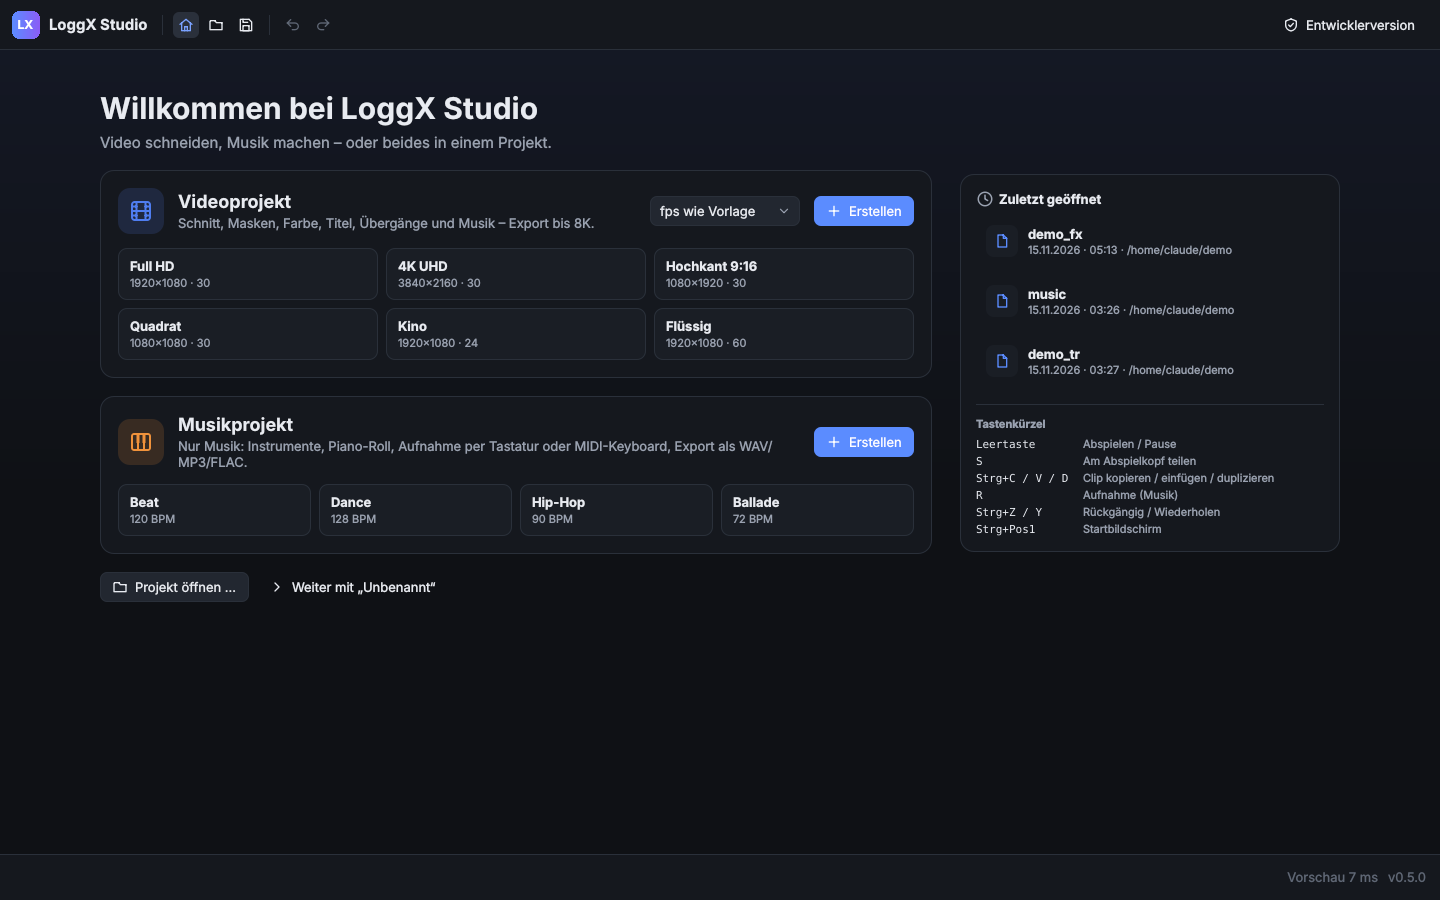 LX LoggX Studio
Entwicklerversion
Willkommen bei LoggX Studio
Video schneiden, Musik machen – oder beides in einem Projekt.
Videoprojekt
Schnitt, Masken, Farbe, Titel, Übergänge und Musik – Export bis 8K.
fps wie Vorlage
Erstellen
Full HD
1920×1080 · 30
4K UHD
3840×2160 · 30
Hochkant 9:16
1080×1920 · 30
Quadrat
1080×1080 · 30
Kino
1920×1080 · 24
Flüssig
1920×1080 · 60
Musikprojekt
Nur Musik: Instrumente, Piano-Roll, Aufnahme per Tastatur oder MIDI-Keyboard, Export als WAV/
MP3/FLAC.
Erstellen
Beat
120 BPM
Dance
128 BPM
Hip-Hop
90 BPM
Ballade
72 BPM
Projekt öffnen ...
Weiter mit „Unbenannt“
Zuletzt geöffnet
demo_fx
15.11.2026 · 05:13 · /home/claude/demo
music
15.11.2026 · 03:26 · /home/claude/demo
demo_tr
15.11.2026 · 03:27 · /home/claude/demo
Tastenkürzel
Leertaste Abspielen / Pause
S Am Abspielkopf teilen
Strg+C / V / D Clip kopieren / einfügen / duplizieren
R Aufnahme (Musik)
Strg+Z / Y Rückgängig / Wiederholen
Strg+Pos1 Startbildschirm
Vorschau 7 ms v0.5.0